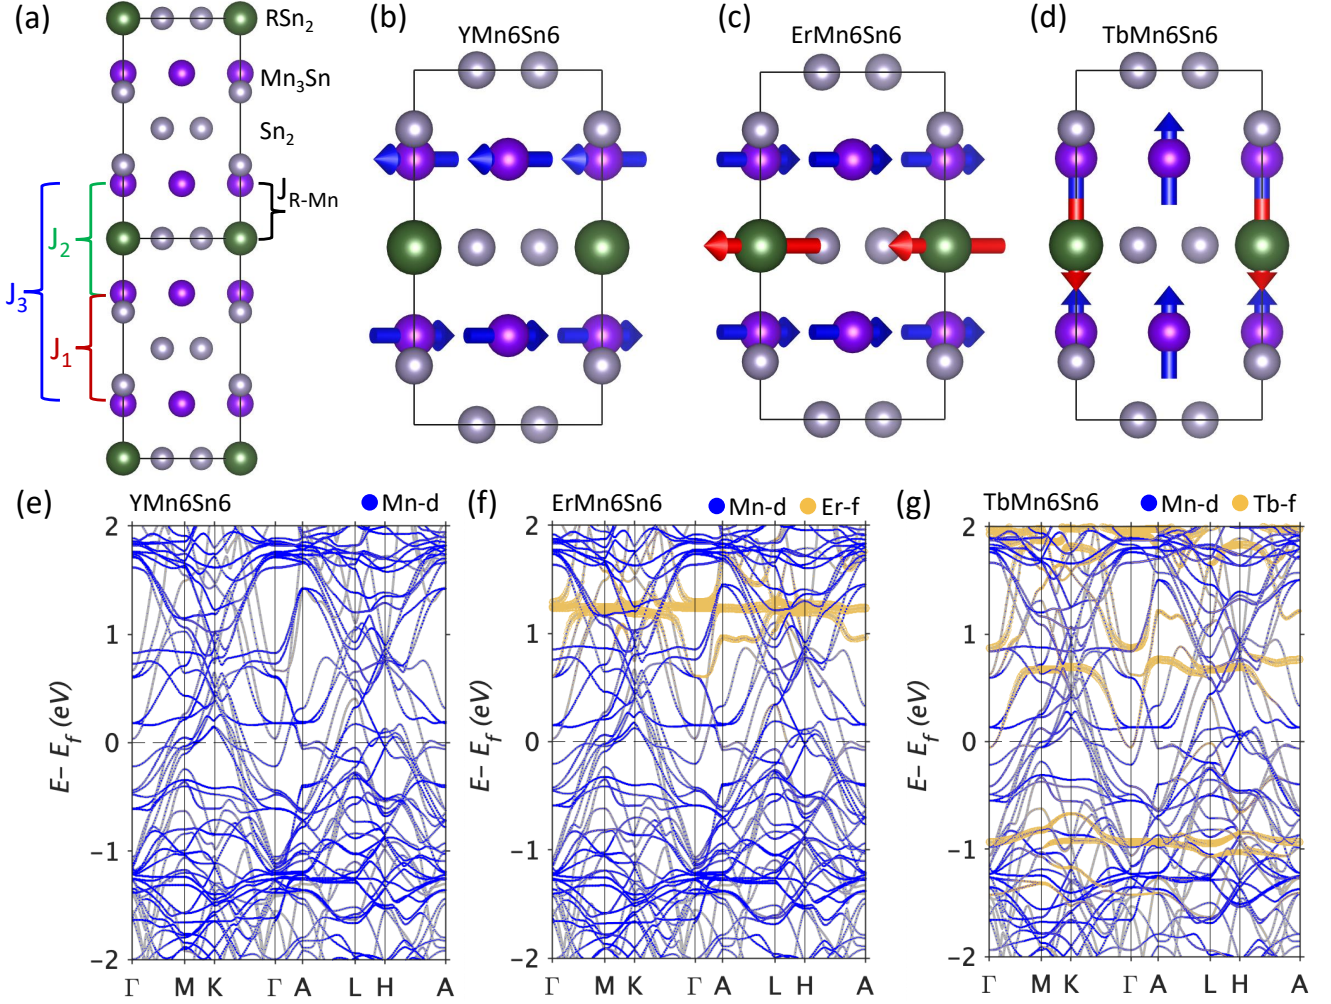 (a)
RSn2
Mn3Sn
Sn2
J1
J2
J3
JR-Mn
(b)
YMn6Sn6
(c)
ErMn6Sn6
(d)
TbMn6Sn6
(e)
YMn6Sn6
Mn-d
E- Ef (eV)
2
1
0
-1
-2
Γ M K Γ A L H A
(f)
ErMn6Sn6
Mn-d Er-f
E- Ef (eV)
2
1
0
-1
-2
Γ M K Γ A L H A
(g)
TbMn6Sn6
Mn-d Tb-f
E- Ef (eV)
2
1
0
-1
-2
Γ M K Γ A L H A